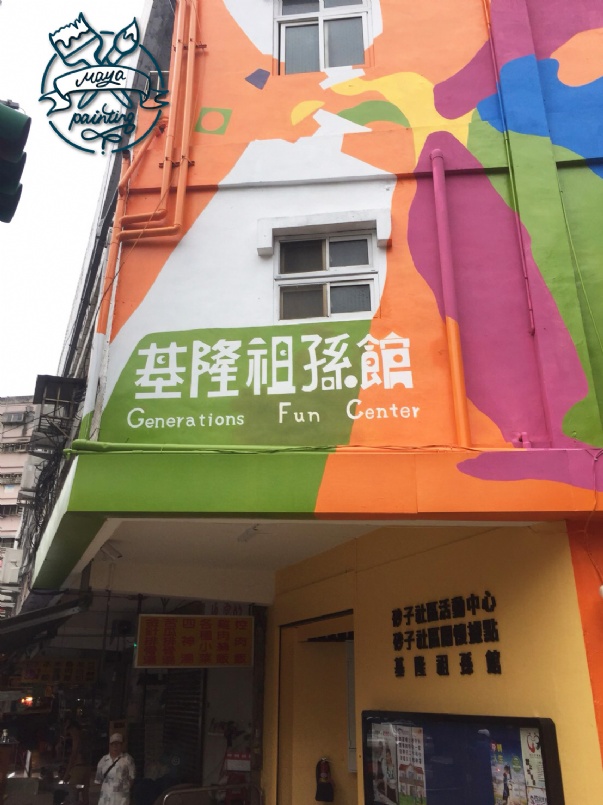 Maya
painting
基隆祖孫館
Generations Fun Center
砂子社區活動中心
砂子社區關懷據點
基隆祖孫館